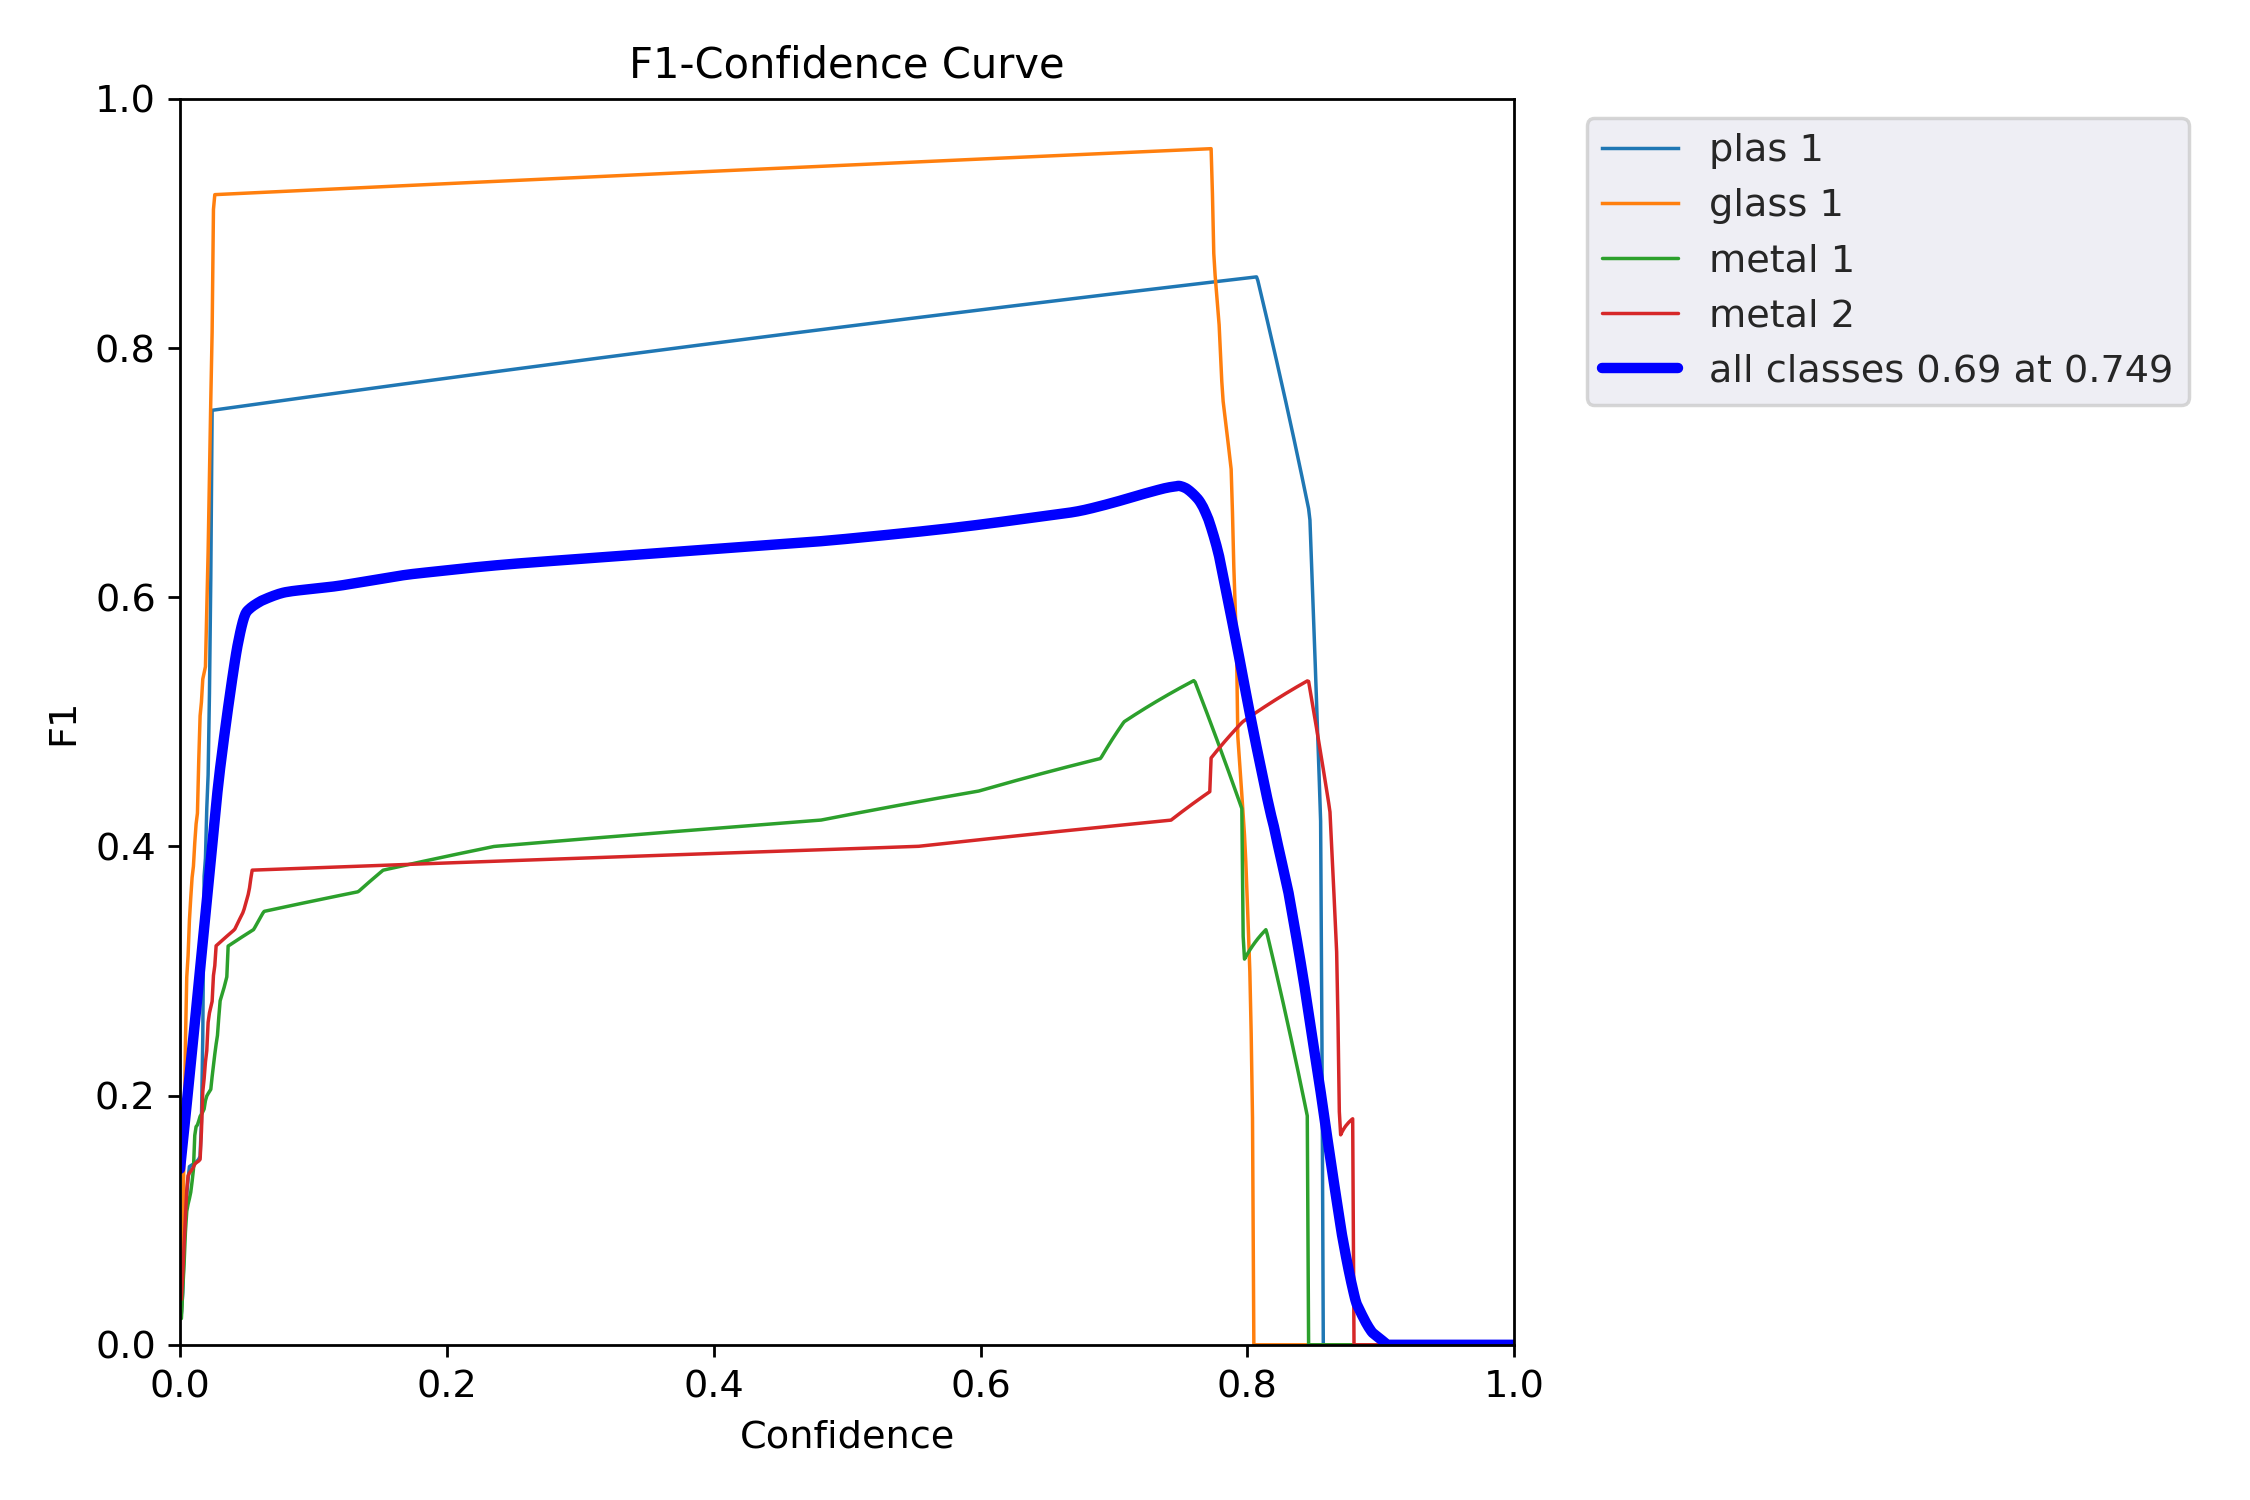 F1-Confidence Curve
1.0
0.8
0.6
0.4
0.2
0.0
F1
0.0 0.2 0.4 0.6 0.8 1.0
Confidence
plas 1
glass 1
metal 1
metal 2
all classes 0.69 at 0.749